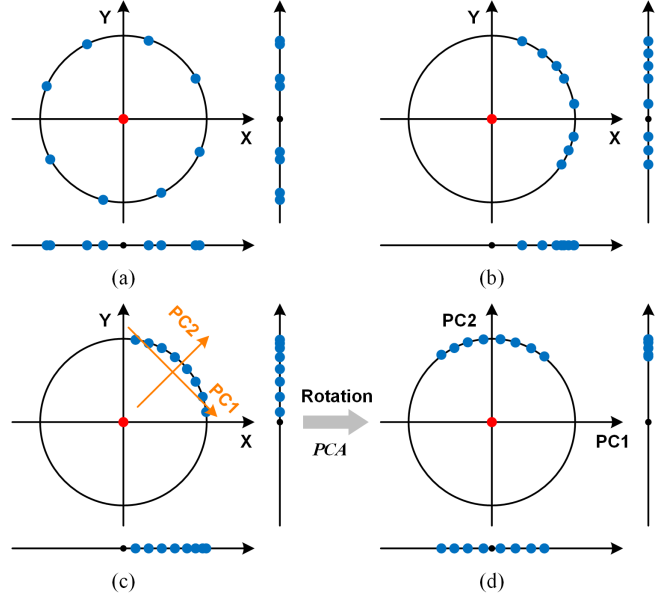 Y
X
(a)
Y
X
(b)
Y
PC2
PC1
X
(c)
Rotation
PCA
PC2
PC1
(d)